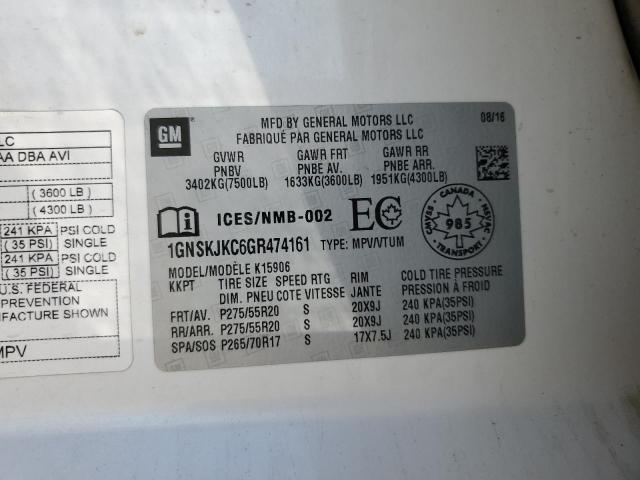 LC
AA DBA AVI
( 3600 LB )
( 4300 LB )
241 KPA PSI COLD
( 35 PSI ) SINGLE
241 KPA PSI COLD
( 35 PSI ) SINGLE
U.S. FEDERAL
PREVENTION
FACTURE SHOWN
MPV
GM
MFD BY GENERAL MOTORS LLC
08/16
FABRIQUÉ PAR GENERAL MOTORS LLC
GVWR GAWR FRT GAWR RR
PNBV PNBE AV. PNBE ARR.
3402KG(7500LB) 1633KG(3600LB) 1951KG(4300LB)
ICES/NMB-002 EC
CANADA
CMVSS 985 NSVAC
TRANSPORT
1GNSKJKC6GR474161 TYPE: MPV/VTUM
MODEL/MODÈLE K15906
KKPT TIRE SIZE SPEED RTG RIM COLD TIRE PRESSURE
DIM. PNEU COTE VITESSE JANTE PRESSION À FROID
FRT/AV. P275/55R20 S 20X9J 240 KPA(35PSI)
RR/ARR. P275/55R20 S 20X9J 240 KPA(35PSI)
SPA/SOS P265/70R17 S 17X7.5J 240 KPA(35PSI)